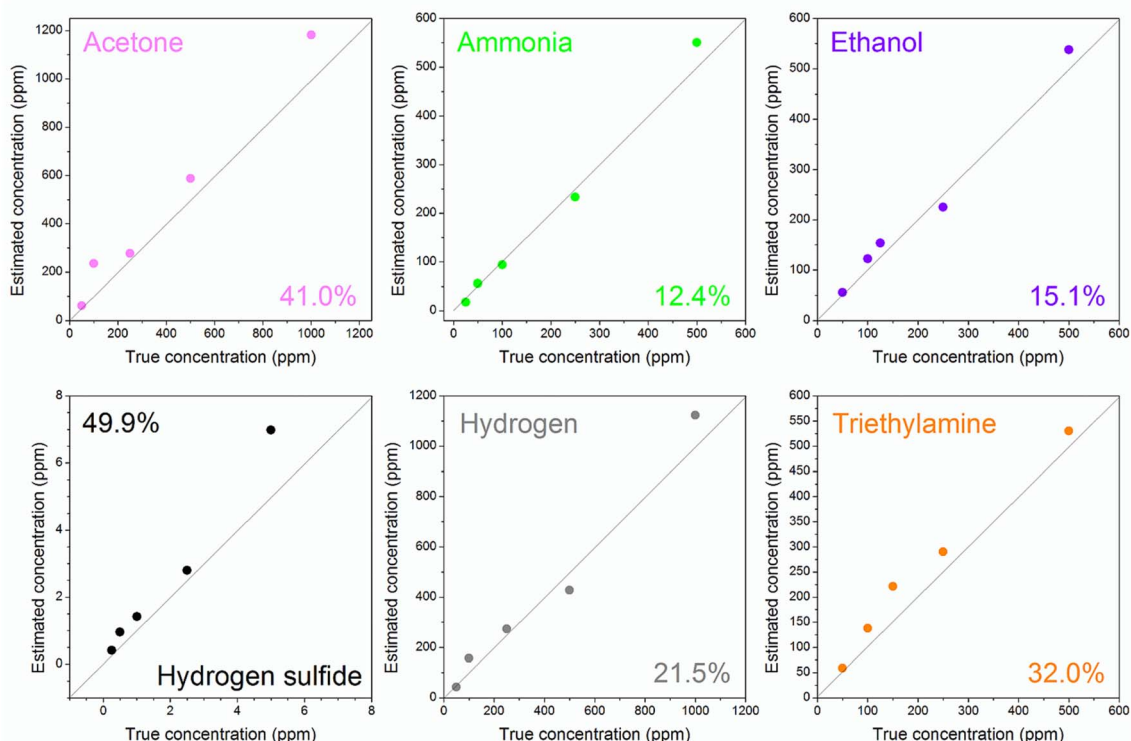 Acetone
41.0%
Estimated concentration (ppm)
1200
1000
800
600
400
200
0
0 200 400 600 800 1000 1200
True concentration (ppm)
Ammonia
12.4%
Estimated concentration (ppm)
600
500
400
300
200
100
0
0 100 200 300 400 500 600
True concentration (ppm)
Ethanol
15.1%
Estimated concentration (ppm)
600
500
400
300
200
100
0
0 100 200 300 400 500 600
True concentration (ppm)
49.9%
Hydrogen sulfide
Estimated concentration (ppm)
8
6
4
2
0
0 2 4 6 8
True concentration (ppm)
Hydrogen
21.5%
Estimated concentration (ppm)
1200
1000
800
600
400
200
0
0 200 400 600 800 1000 1200
True concentration (ppm)
Triethylamine
32.0%
Estimated concentration (ppm)
600
550
500
450
400
350
300
250
200
150
100
50
0
0 100 200 300 400 500 600
True concentration (ppm)